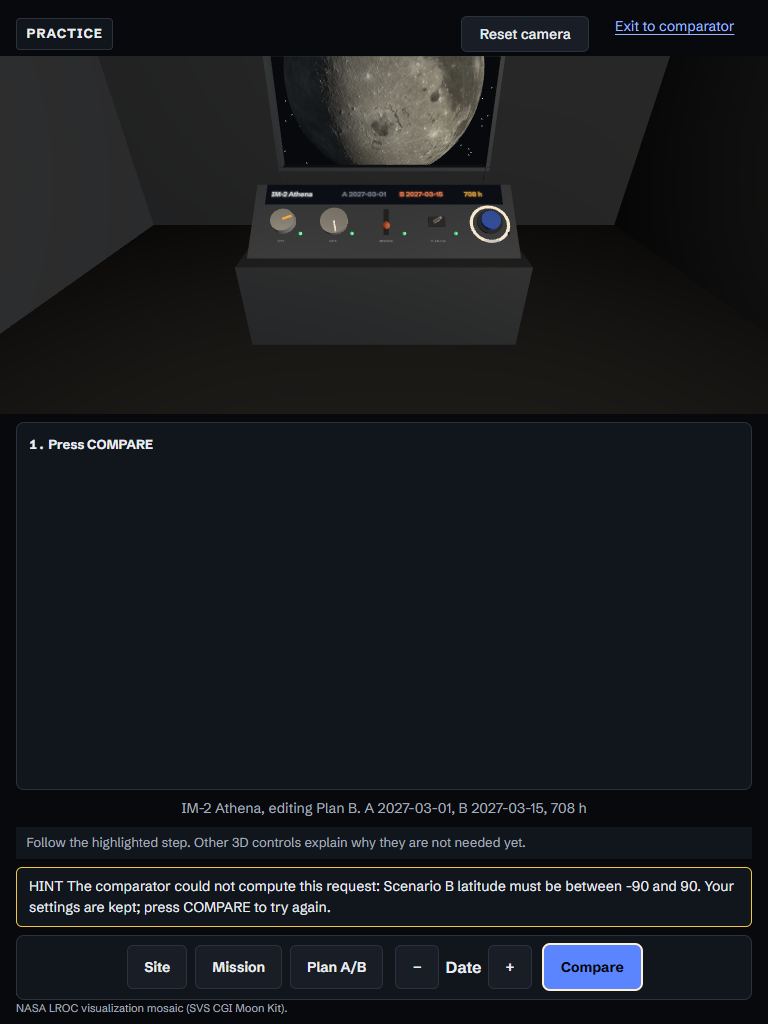 PRACTICE
Reset camera
Exit to comparator
IM-2 Athena A 2027-03-01 B 2027-03-15 708 h
1. Press COMPARE
IM-2 Athena, editing Plan B. A 2027-03-01, B 2027-03-15, 708 h
Follow the highlighted step. Other 3D controls explain why they are not needed yet.
HINT The comparator could not compute this request: Scenario B latitude must be between -90 and 90. Your
settings are kept; press COMPARE to try again.
Site Mission Plan A/B − Date + Compare
NASA LROC visualization mosaic (SVS CGI Moon Kit).